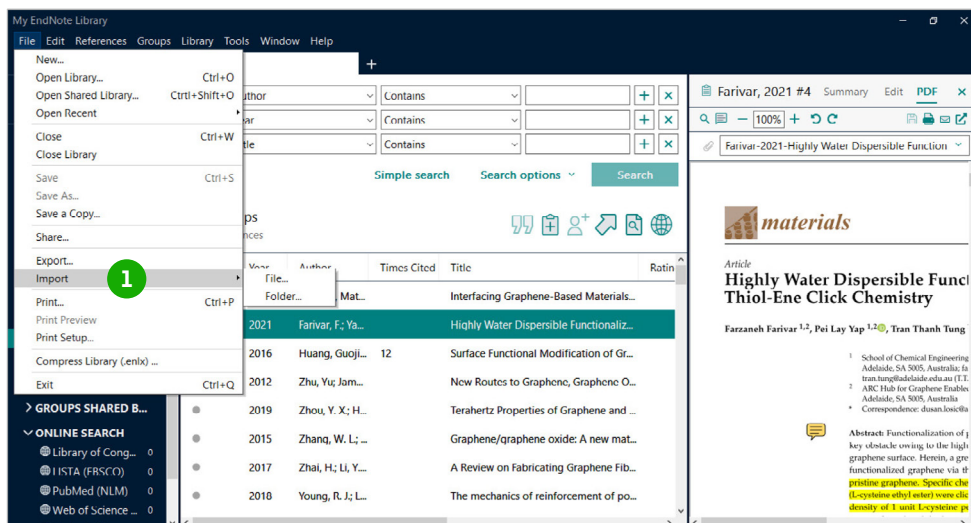 My EndNote Library
File Edit References Groups Library Tools Window Help
New...
Open Library... Ctrl+O
Open Shared Library... Ctrtl+Shift+O
Open Recent
Close Ctrl+W
Close Library
Save Ctrl+S
Save As...
Save a Copy...
Share...
Export...
Import
1
File...
Folder...
Print... Ctrl+P
Print Preview
Print Setup...
Compress Library (.enlx) ...
Exit Ctrl+Q
GROUPS SHARED B...
ONLINE SEARCH
Library of Cong... 0
LISTA (EBSCO) 0
PubMed (NLM) 0
Web of Science ... 0
uthor Contains
ear Contains
tle Contains
Simple search Search options Search
ps
nces
Year Author Times Cited Title Ratin
, Mat... Interfacing Graphene-Based Materials...
2021 Farivar, F.; Ya... Highly Water Dispersible Functionaliz...
2016 Huang, Guoji... 12 Surface Functional Modification of Gr...
2012 Zhu, Yu; Jam... New Routes to Graphene, Graphene O...
2019 Zhou, Y. X.; H... Terahertz Properties of Graphene and ...
2015 Zhang, W. L.; ... Graphene/graphene oxide: A new mat...
2017 Zhai, H.; Li, Y.... A Review on Fabricating Graphene Fib...
2018 Young, R. J.; L... The mechanics of reinforcement of po...
Farivar, 2021 #4 Summary Edit PDF
100%
Farivar-2021-Highly Water Dispersible Function
materials
Article
Highly Water Dispersible Funcl
Thiol-Ene Click Chemistry
Farzaneh Farivar 1,2, Pei Lay Yap 1,2, Tran Thanh Tung
1 School of Chemical Engineering
Adelaide, SA 5005, Australia; fa
tran.tung@adelaide.edu.au (T.T.
2 ARC Hub for Graphene Enable
Adelaide, SA 5005, Australia
* Correspondence: dusan.losic@a
Abstract: Functionalization of p
key obstacle owing to the high
graphene surface. Herein, a gre
functionalized graphene via th
pristine graphene. Specific che
(L-cysteine ethyl ester) were clic
density of 1 unit L-cysteine pe